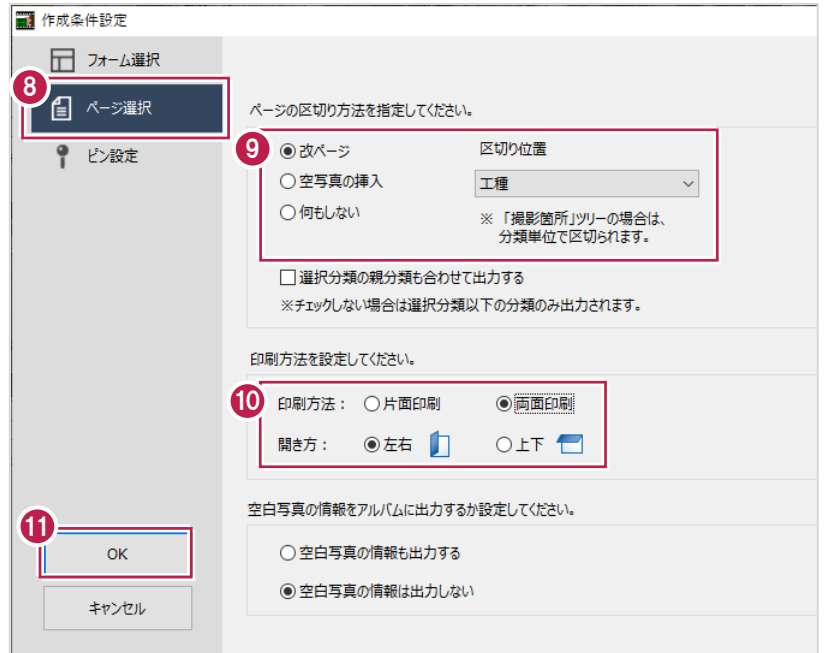 作成条件設定
フォーム選択
8
ページ選択
ピン設定
ページの区切り方法を指定してください。
9
改ページ
区切り位置
空写真の挿入
工種
何もしない
※「撮影箇所」ツリーの場合は、
分類単位で区切られます。
選択分類の親分類も合わせて出力する
※チェックしない場合は選択分類以下の分類のみ出力されます。
印刷方法を設定してください。
10
印刷方法： 片面印刷 両面印刷
開き方： 左右 上下
空白写真の情報をアルバムに出力するか設定してください。
空白写真の情報も出力する
空白写真の情報は出力しない
11
OK
キャンセル